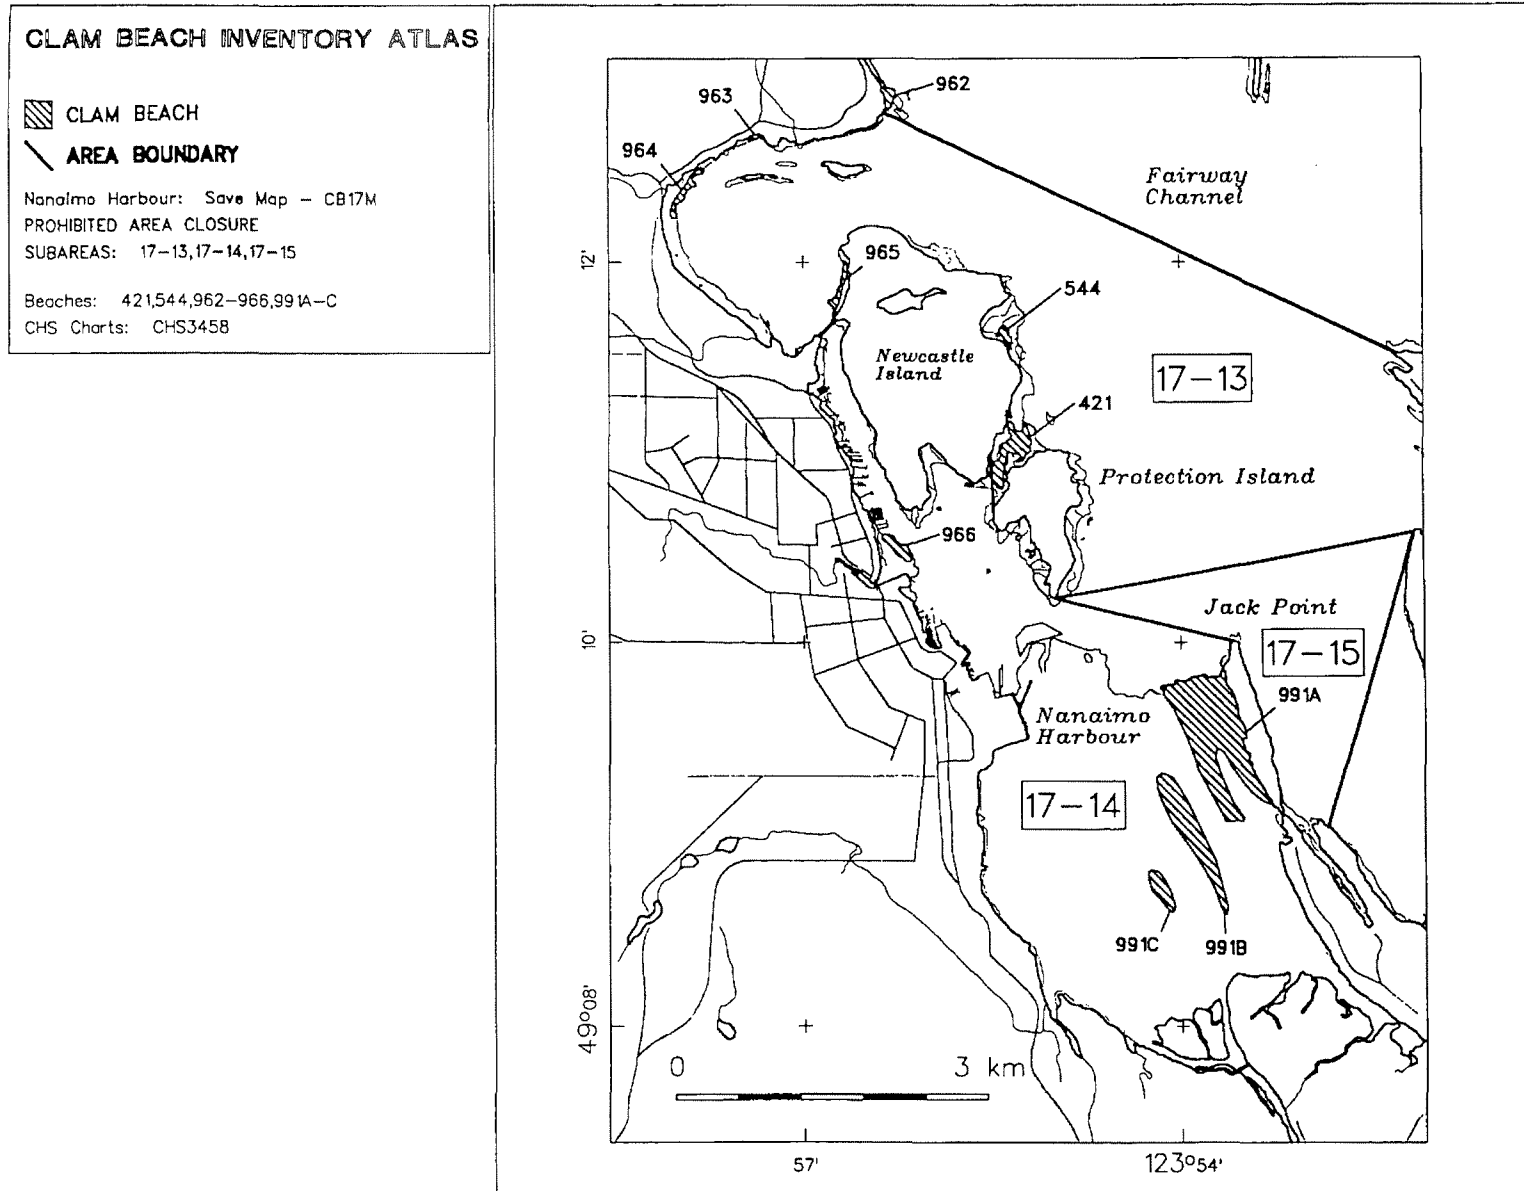 CLAM BEACH INVENTORY ATLAS
CLAM BEACH
AREA BOUNDARY
Nanaimo Harbour: Save Map - CB17M
PROHIBITED AREA CLOSURE
SUBAREAS: 17-13,17-14,17-15
Beaches: 421,544,962-966,991A-C
CHS Charts: CHS3458
962
963
964
Fairway
Channel
12'
965
544
Newcastle
Island
17-13
421
Protection Island
966
Jack Point
10'
17-15
991A
Nanaimo
Harbour
17-14
991C
991B
49°08'
0
3 km
57'
123°54'